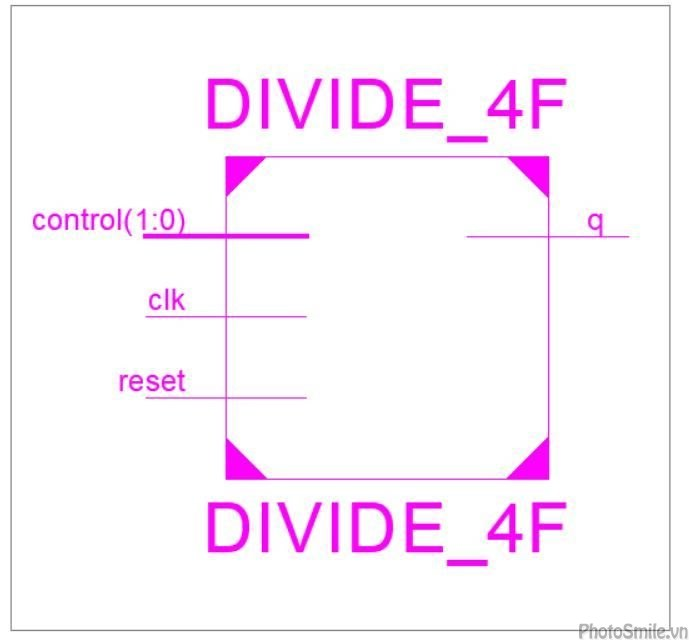 DIVIDE_4F
control(1:0)
q
clk
reset
DIVIDE_4F
PhotoSmile.vn